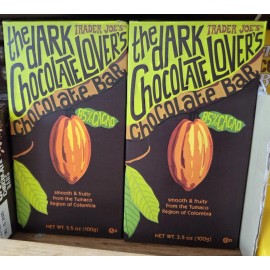 the DARK
TRADER JOE'S
CHOCOLATE LOVER'S
CHOCOLATE BAR
85% CACAO
smooth & fruity
from the Tumaco
Region of Colombia
NET WT. 3.5 OZ (100g)
the DARK
TRADER JOE'S
CHOCOLATE LOVER'S
CHOCOLATE BAR
85% CACAO
smooth & fruity
from the Tumaco
Region of Colombia
NET WT. 3.5 OZ (100g)